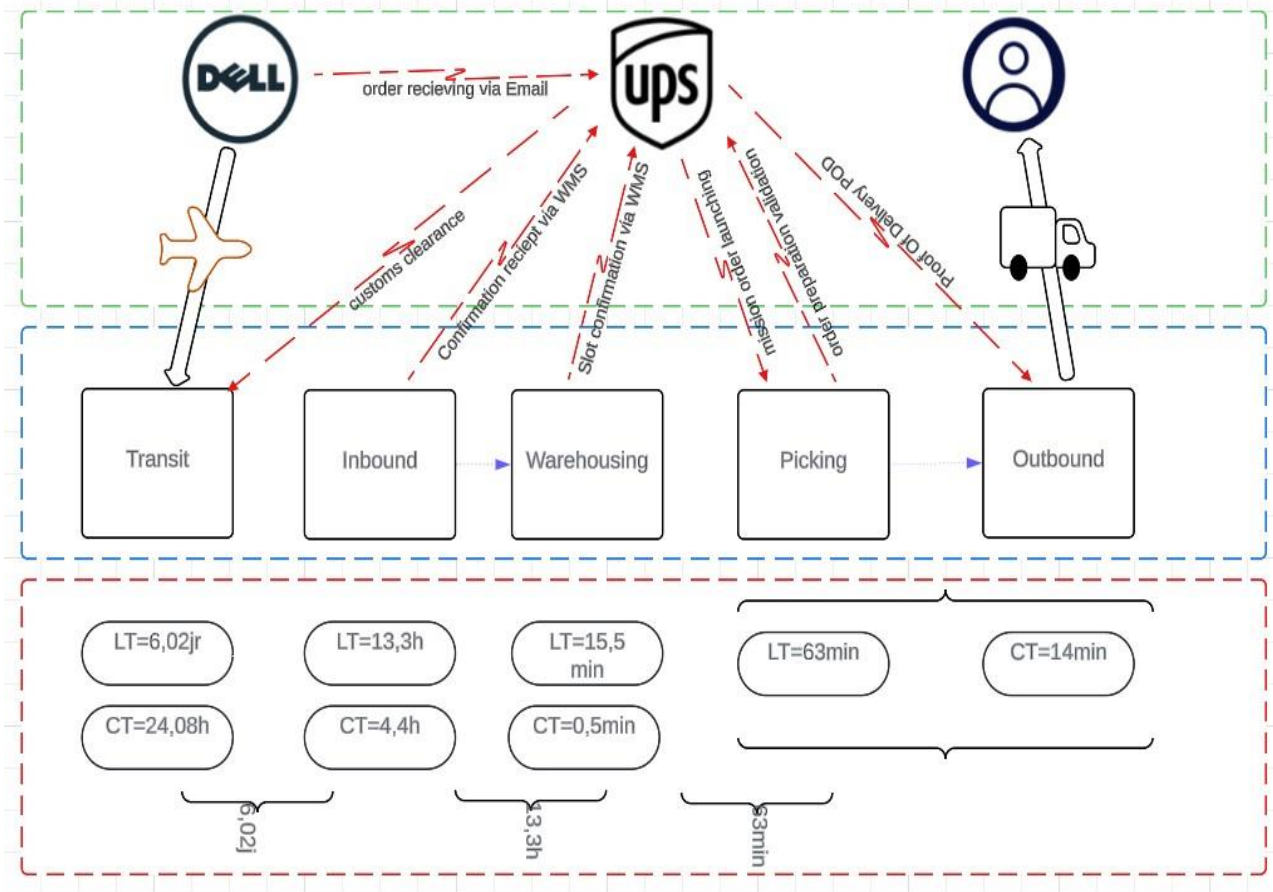 DELL
ups
order recieving via Email
customs clearance
Confirmation reciept via WMS
Slot confirmation via WMS
mission order launching
order preparation validation
Proof Of Delivery POD
Transit
Inbound
Warehousing
Picking
Outbound
LT=6,02jr
LT=13,3h
LT=15,5
min
LT=63min
CT=14min
CT=24,08h
CT=4,4h
CT=0,5min
6,02j
13,3h
63min